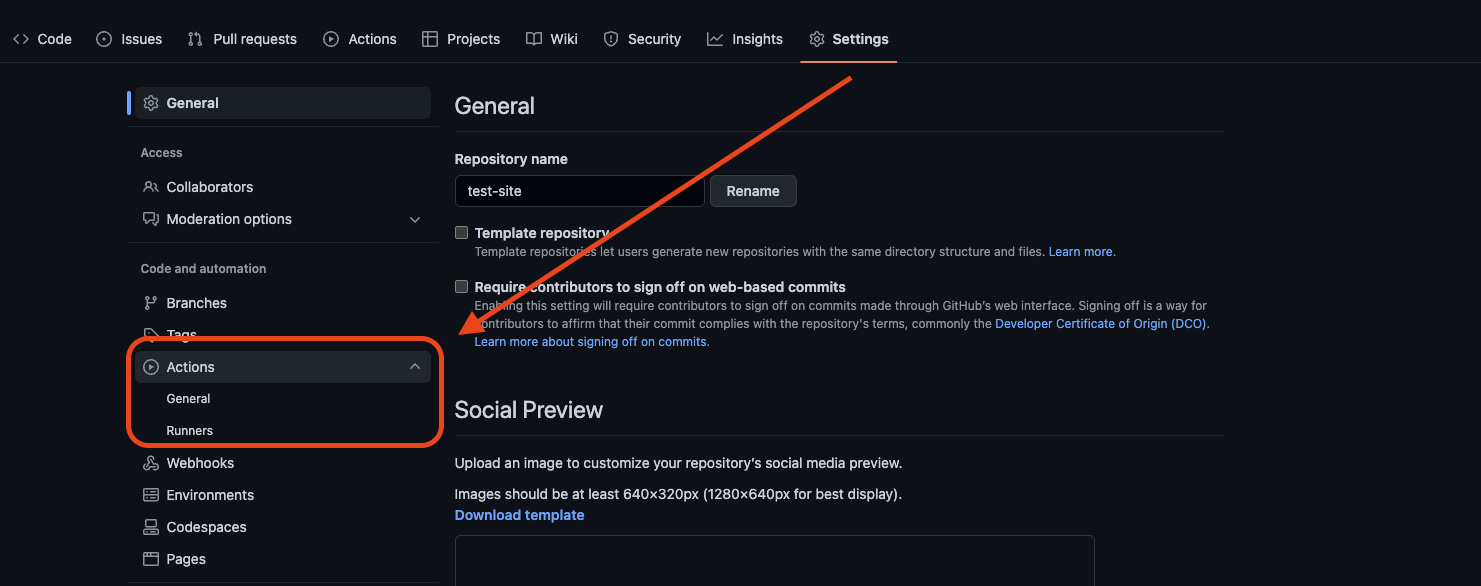 Code Issues Pull requests Actions Projects Wiki Security Insights Settings
General
Access
Collaborators
Moderation options
Code and automation
Branches
Tags
Actions
General
Runners
Webhooks
Environments
Codespaces
Pages
General
Repository name
test-site Rename
Template repository
Template repositories let users generate new repositories with the same directory structure and files. Learn more.
Require contributors to sign off on web-based commits
Enabling this setting will require contributors to sign off on commits made through GitHub's web interface. Signing off is a way for
contributors to affirm that their commit complies with the repository's terms, commonly the Developer Certificate of Origin (DCO).
Learn more about signing off on commits.
Social Preview
Upload an image to customize your repository's social media preview.
Images should be at least 640×320px (1280×640px for best display).
Download template